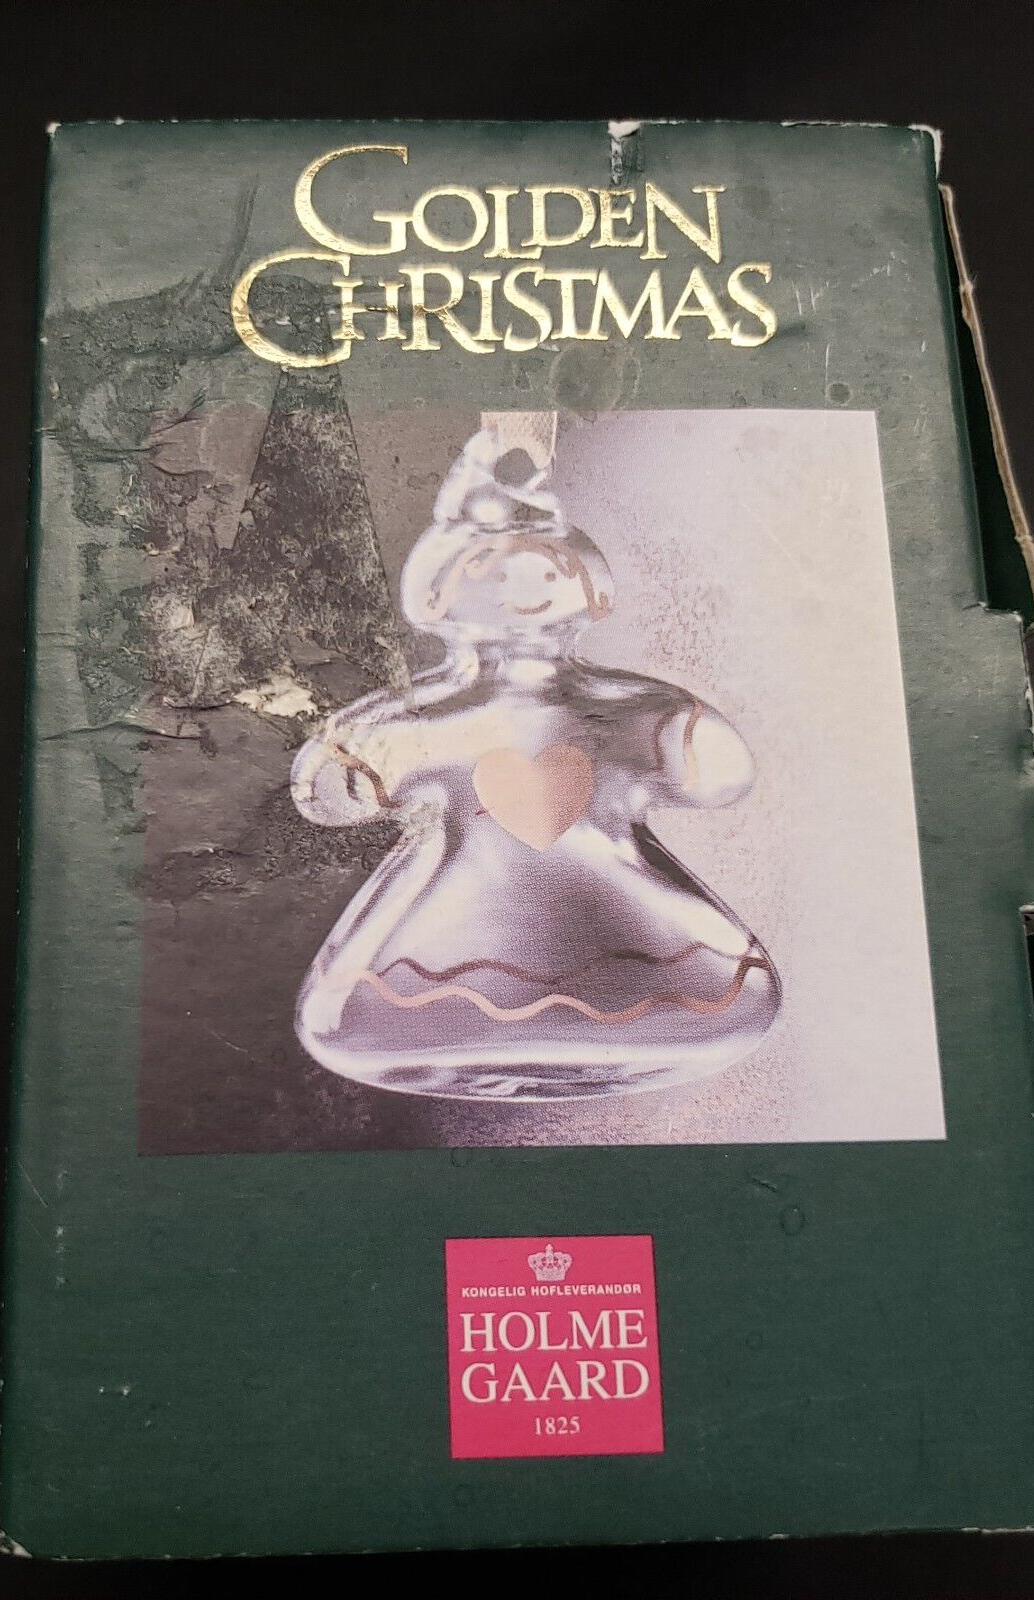 GOLDEN
CHRISTMAS
KONGELIG HOFLEVERANDØR
HOLME
GAARD
1825